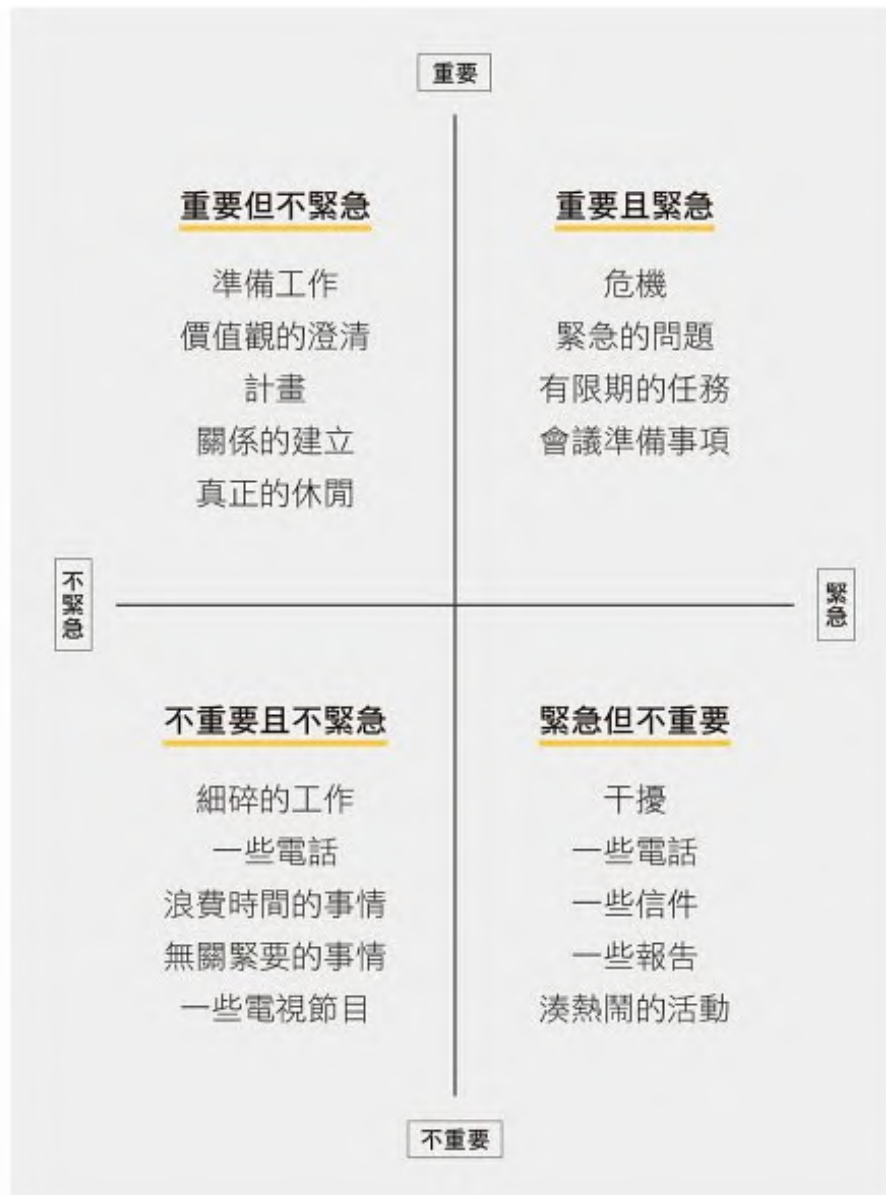 重要
重要但不緊急
準備工作
價值觀的澄清
計畫
關係的建立
真正的休閒
重要且緊急
危機
緊急的問題
有限期的任務
會議準備事項
不緊急
緊急
不重要且不緊急
細碎的工作
一些電話
浪費時間的事情
無關緊要的事情
一些電視節目
緊急但不重要
干擾
一些電話
一些信件
一些報告
湊熱鬧的活動
不重要